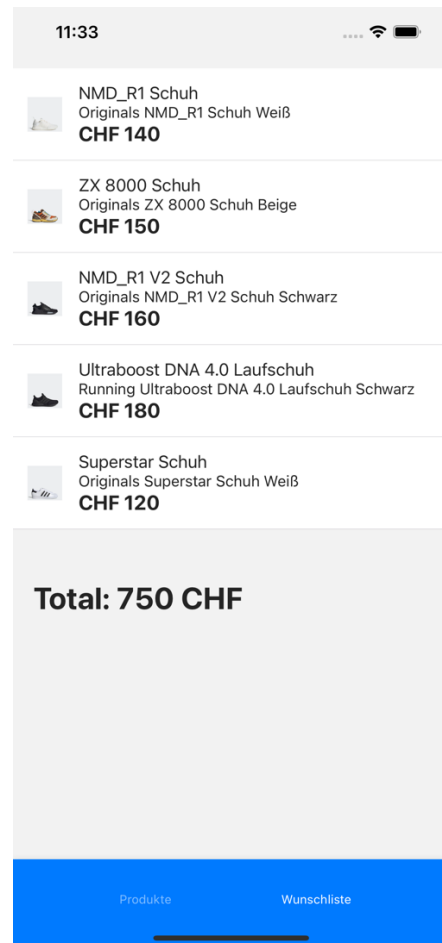 11:33
NMD_R1 Schuh
Originals NMD_R1 Schuh Weiß
CHF 140
ZX 8000 Schuh
Originals ZX 8000 Schuh Beige
CHF 150
NMD_R1 V2 Schuh
Originals NMD_R1 V2 Schuh Schwarz
CHF 160
Ultraboost DNA 4.0 Laufschuh
Running Ultraboost DNA 4.0 Laufschuh Schwarz
CHF 180
Superstar Schuh
Originals Superstar Schuh Weiß
CHF 120
Total: 750 CHF
Produkte Wunschliste